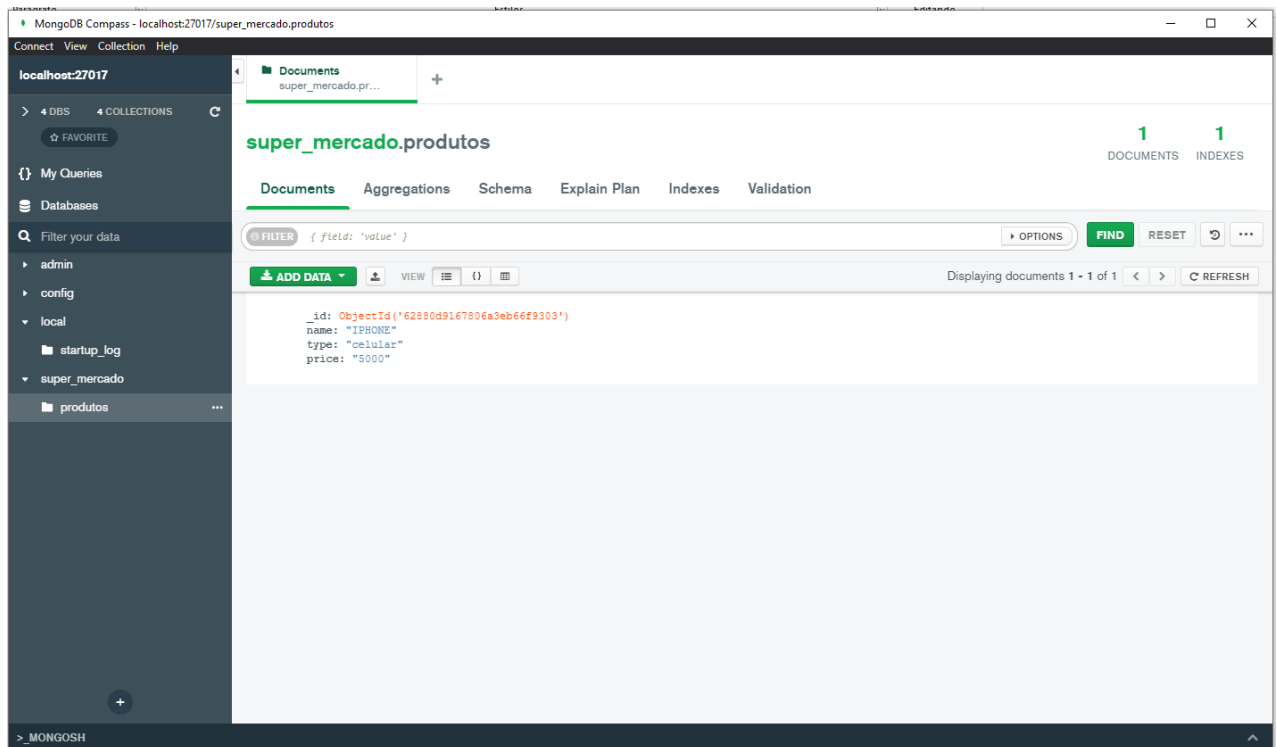 Paragrafo Estilos Editando
MongoDB Compass - localhost:27017/super_mercado.produtos
Connect View Collection Help
localhost:27017
4 DBS 4 COLLECTIONS
FAVORITE
{} My Queries
Databases
Filter your data
admin
config
local
startup_log
super_mercado
produtos ...
>_MONGOSH
Documents
super_mercado.pr...
super_mercado.produtos
1 DOCUMENTS
1 INDEXES
Documents Aggregations Schema Explain Plan Indexes Validation
FILTER { field: 'value' } OPTIONS FIND RESET ...
ADD DATA VIEW {} Displaying documents 1 - 1 of 1 < > REFRESH
_id: ObjectId('62880d9167806a3eb66f9303')
name: "IPHONE"
type: "celular"
price: "5000"